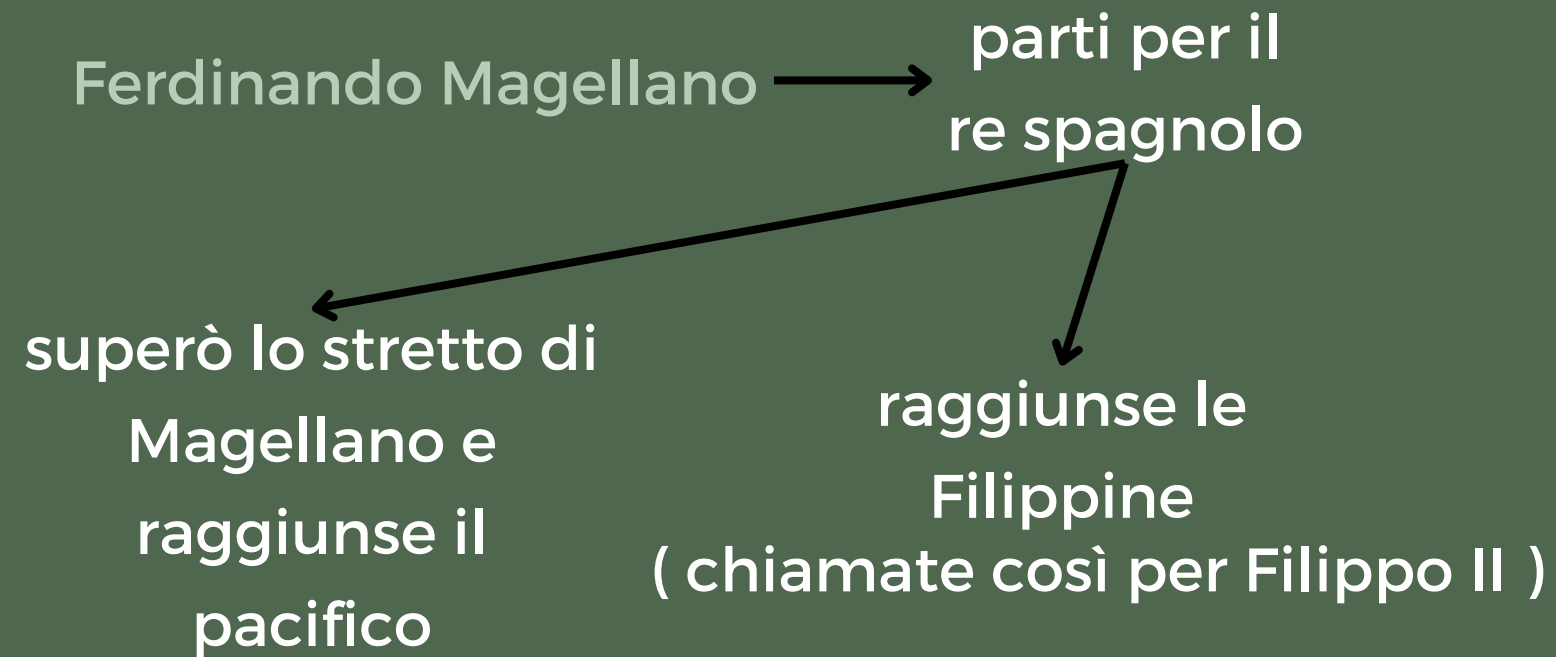 Ferdinando Magellano
parti per il
re spagnolo
superò lo stretto di
Magellano e
raggiunse il
pacifico
raggiunse le
Filippine
( chiamate così per Filippo II )